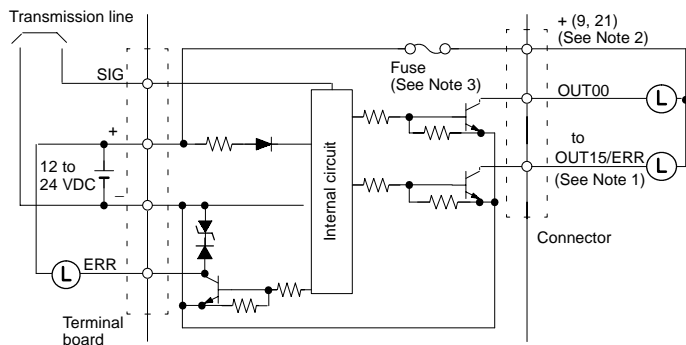 Transmission line
SIG
+
12 to
24 VDC
–
L
ERR
Terminal
board
Fuse
(See Note 3)
Internal circuit
+ (9, 21)
(See Note 2)
OUT00
L
to
OUT15/ERR
L
(See Note 1)
Connector